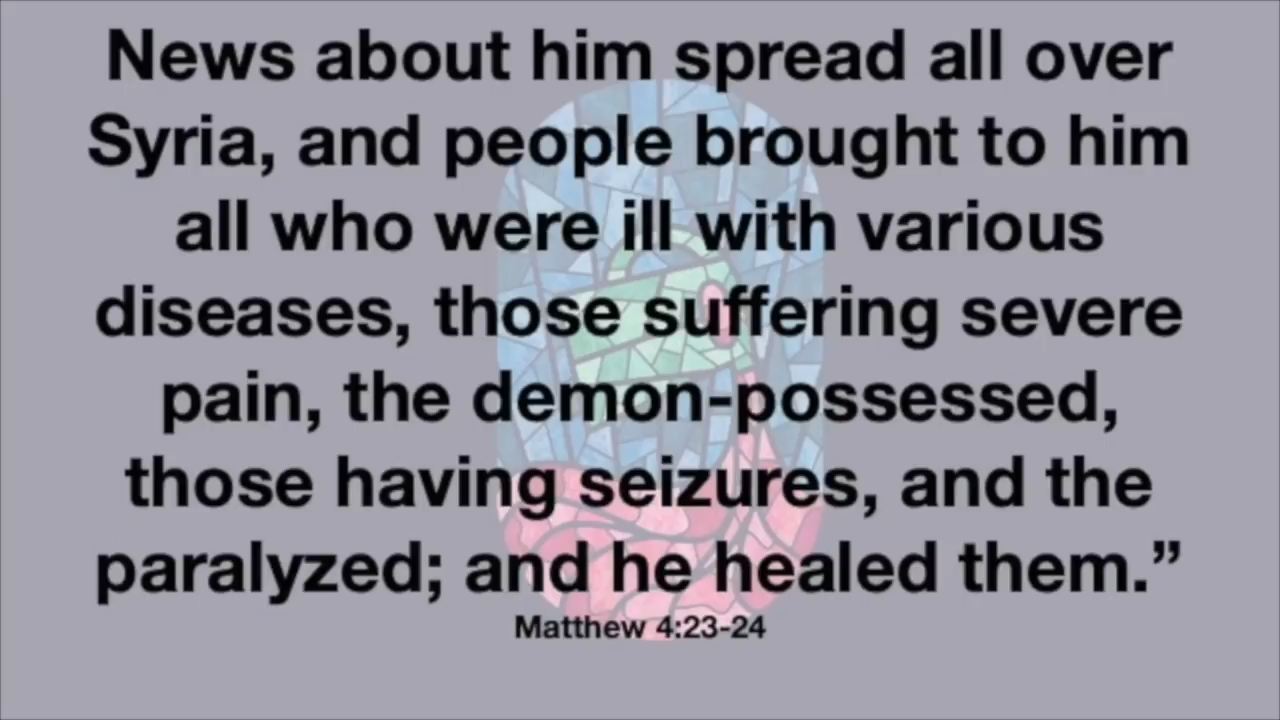 News about him spread all over
Syria, and people brought to him
all who were ill with various
diseases, those suffering severe
pain, the demon-possessed,
those having seizures, and the
paralyzed; and he healed them.”
Matthew 4:23-24